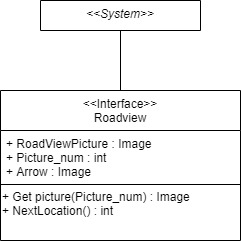 <<System>>
<<Interface>>
Roadview
+ RoadViewPicture : Image
+ Picture_num : int
+ Arrow : Image
+ Get picture(Picture_num) : Image
+ NextLocation() : int